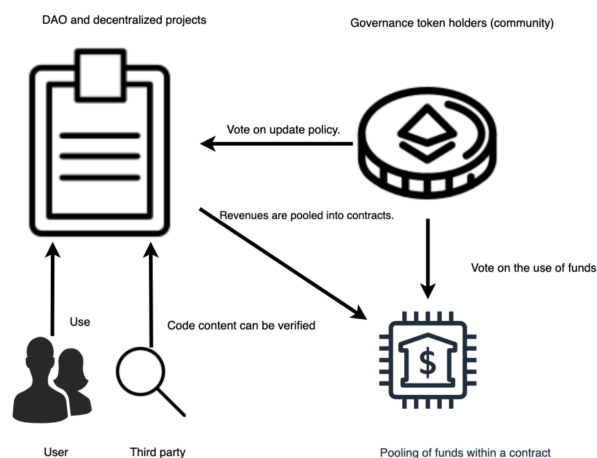 DAO and decentralized projects
Governance token holders (community)
Vote on update policy.
Revenues are pooled into contracts.
Vote on the use of funds
Use
Code content can be verified
$
User
Third party
Pooling of funds within a contract